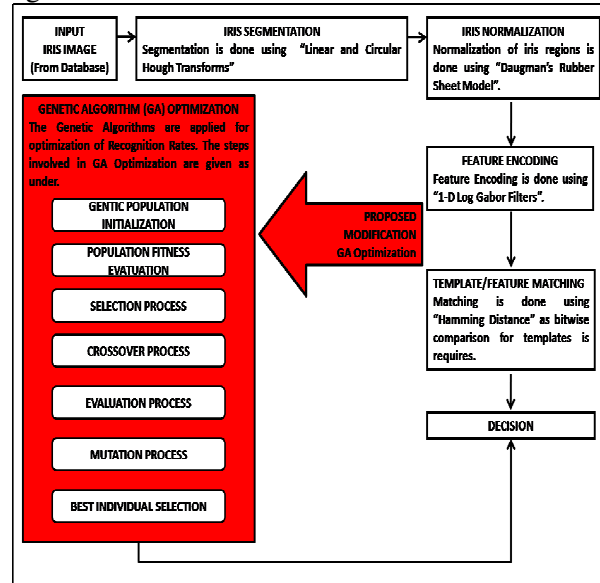 INPUT
IRIS IMAGE
(From Database)
IRIS SEGMENTATION
Segmentation is done using "Linear and Circular
Hough Transforms"
IRIS NORMALIZATION
Normalization of iris regions is
done using "Daugman's Rubber
Sheet Model".
GENETIC ALGORITHM (GA) OPTIMIZATION
The Genetic Algorithms are applied for
optimization of Recognition Rates. The steps
involved in GA Optimization are given as
under.
GENTIC POPULATION
INITIALIZATION
POPULATION FITNESS
EVALUATION
SELECTION PROCESS
CROSSOVER PROCESS
EVALUATION PROCESS
MUTATION PROCESS
BEST INDIVIDUAL SELECTION
PROPOSED
MODIFICATION
GA Optimization
FEATURE ENCODING
Feature Encoding is done using
"1-D Log Gabor Filters".
TEMPLATE/FEATURE MATCHING
Matching is done using
"Hamming Distance" as bitwise
comparison for templates is
requires.
DECISION